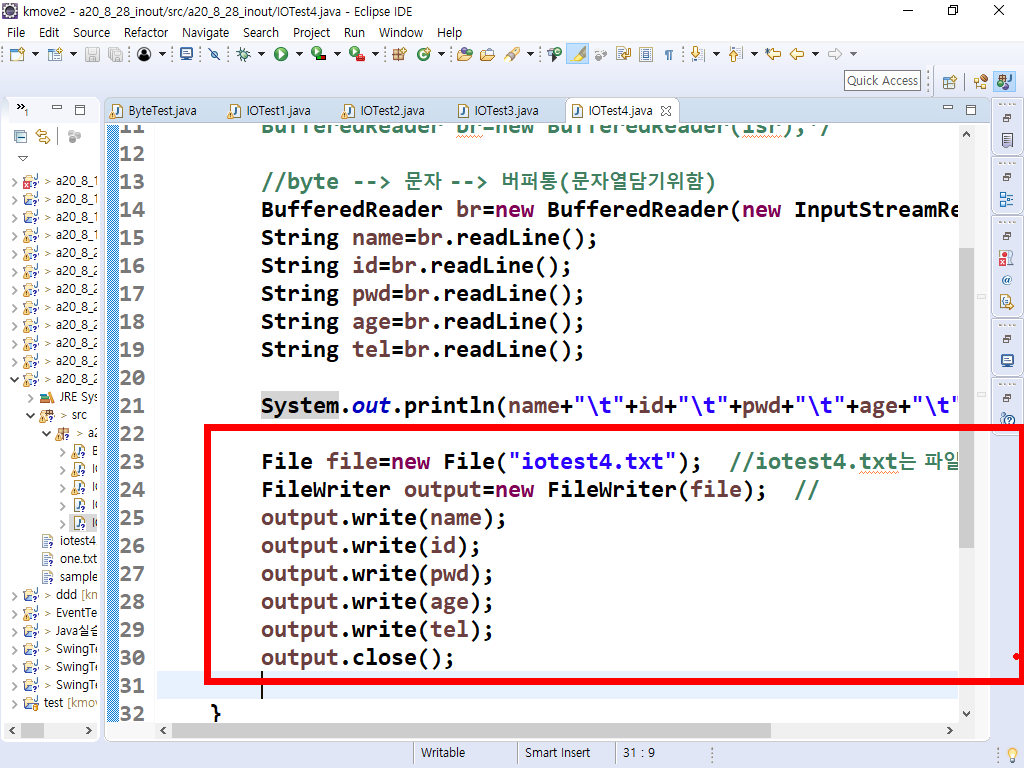 kmove2 - a20_8_28_inout/src/a20_8_28_inout/IOTest4.java - Eclipse IDE
File Edit Source Refactor Navigate Search Project Run Window Help
Quick Access
ByteTest.java IOTest1.java IOTest2.java IOTest3.java IOTest4.java
> a20_8_1
> a20_8_1
> a20_8_1
> a20_8_1
> a20_8_2
> a20_8_2
> a20_8_2
> a20_8_2
> a20_8_2
> a20_8_2
> a20_8_2
> a20_8_2
JRE Sys
> src
> a2
iotest4
one.txt
sample
> ddd [km
> EventTe
> Java실습
> SwingTe
> SwingTe
> SwingTe
test [kmov
11 BufferedReader br=new BufferedReader(isr);*/
12
13 //byte --> 문자 --> 버퍼통(문자열담기위함)
14 BufferedReader br=new BufferedReader(new InputStreamRe
15 String name=br.readLine();
16 String id=br.readLine();
17 String pwd=br.readLine();
18 String age=br.readLine();
19 String tel=br.readLine();
20
21 System.out.println(name+"\t"+id+"\t"+pwd+"\t"+age+"\t"
22
23 File file=new File("iotest4.txt"); //iotest4.txt는 파일
24 FileWriter output=new FileWriter(file); //
25 output.write(name);
26 output.write(id);
27 output.write(pwd);
28 output.write(age);
29 output.write(tel);
30 output.close();
31
32 }
Writable Smart Insert 31 : 9